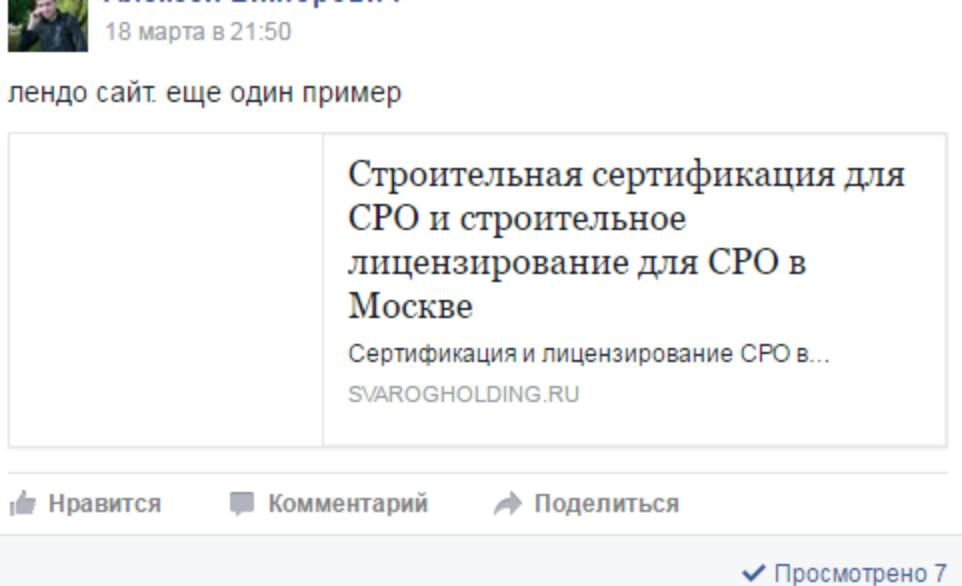 18 марта в 21:50
лендо сайт. еще один пример
Строительная сертификация для
СРО и строительное
лицензирование для СРО в
Москве
Сертификация и лицензирование СРО в...
SVAROGHOLDING.RU
Нравится Комментарий Поделиться
Просмотрено 7